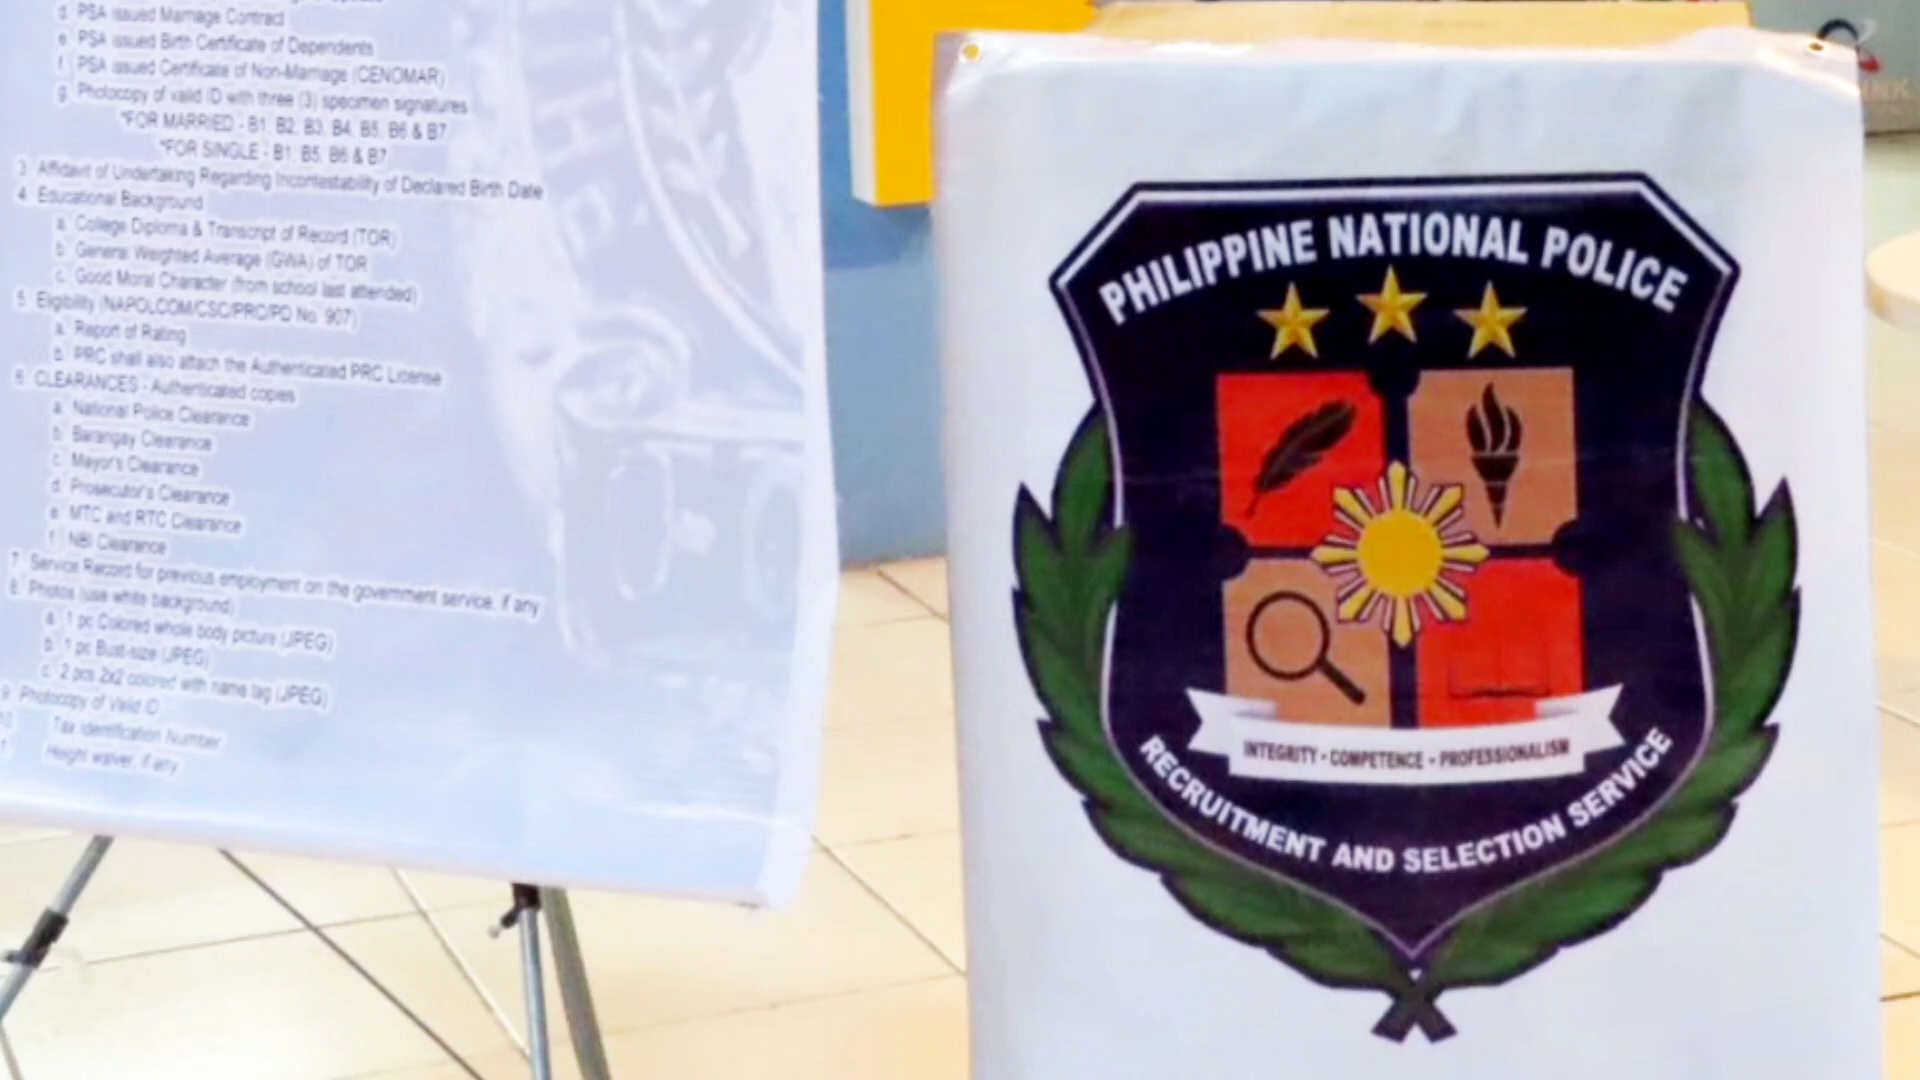 d. PSA issued Marriage Contract
e. PSA issued Birth Certificate of Dependents
f. PSA issued Certificate of Non-Marriage (CENOMAR)
g. Photocopy of valid ID with three (3) specimen signatures
*FOR MARRIED - B1, B2, B3, B4, B5, B6 & B7
*FOR SINGLE - B1, B5, B6 & B7
3. Affidavit of Undertaking Regarding Incontestability of Declared Birth Date
4. Educational Background
a. College Diploma & Transcript of Record (TOR)
b. General Weighted Average (GWA) of TOR
c. Good Moral Character (from school last attended)
5. Eligibility (NAPOLCOM/CSC/PRC/PD No. 907)
a. Report of Rating
b. PRC shall also attach the Authenticated PRC License
6. CLEARANCES - Authenticated copies
a. National Police Clearance
b. Barangay Clearance
c. Mayor's Clearance
d. Prosecutor's Clearance
e. MTC and RTC Clearance
f. NBI Clearance
7. Service Record for previous employment on the government service, if any
8. Photos (use white background)
a. 1 pc Colored whole body picture (JPEG)
b. 1 pc Bust-size (JPEG)
c. 2 pcs 2x2 colored with name tag (JPEG)
9. Photocopy of Valid ID
10. Tax Identification Number
Height waiver, if any
PHILIPPINE NATIONAL POLICE
INTEGRITY • COMPETENCE • PROFESSIONALISM
RECRUITMENT AND SELECTION SERVICE